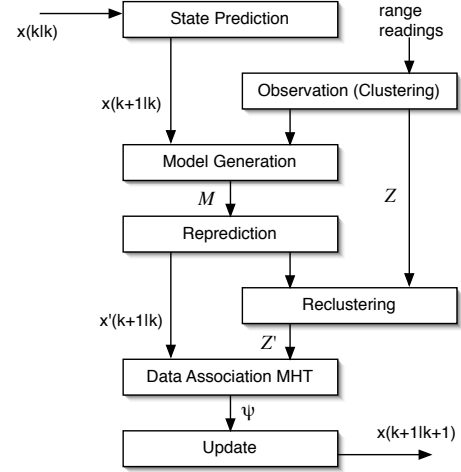 State Prediction
range
readings
x(k|k)
Observation (Clustering)
x(k+1|k)
Model Generation
M
Z
Reprediction
Reclustering
x'(k+1|k)
Z'
Data Association MHT
ψ
x(k+1|k+1)
Update